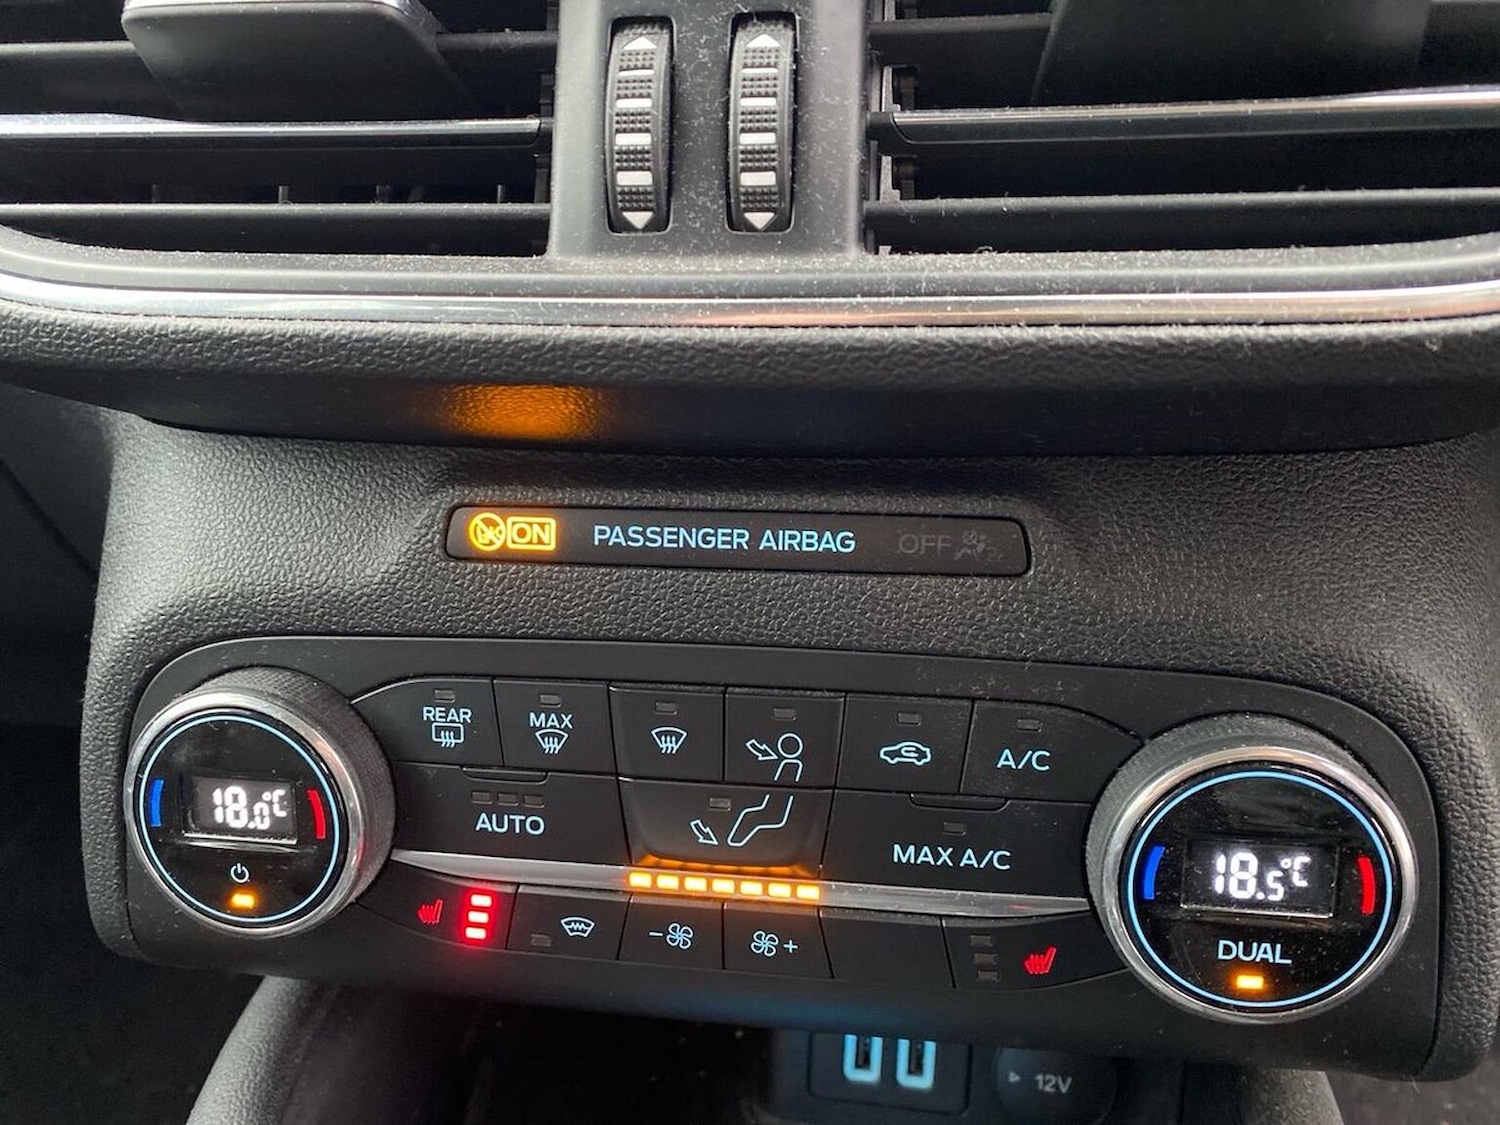 ON PASSENGER AIRBAG OFF
REAR
MAX
A/C
18.0°C
AUTO
MAX A/C
18.5°C
- +
DUAL
12V